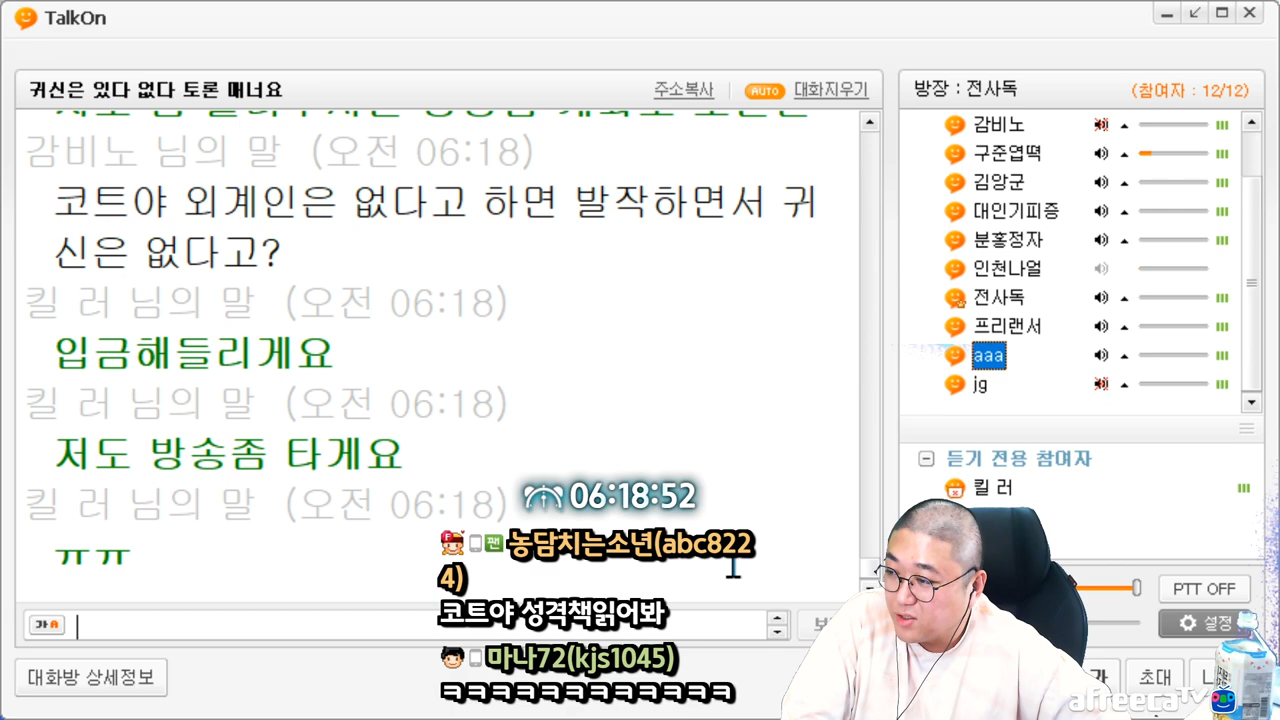 TalkOn
귀신은 있다 없다 토론 매너요
주소복사
AUTO
대화지우기
감비노 님의 말 (오전 06:18)
코트야 외계인은 없다고 하면 발작하면서 귀
신은 없다고?
킬 러 님의 말 (오전 06:18)
입금해들리게요
킬 러 님의 말 (오전 06:18)
저도 방송좀 타게요
킬 러 님의 말 (오전 06:18)
ㅠㅠ
가A
대화방 상세정보
방장 : 전사독
(참여자 : 12/12)
감비노
구준엽떡
김양군
대인기피증
분홍정자
인천나얼
전사독
프리랜서
aaa
jg
듣기 전용 참여자
킬 러
PTT OFF
설정
초대
06:18:52
팬 농담치는소년(abc822
4)
코트야 성격책읽어봐
마나72(kjs1045)
ㅋㅋㅋㅋㅋㅋㅋㅋㅋㅋㅋㅋ
afreecaTV